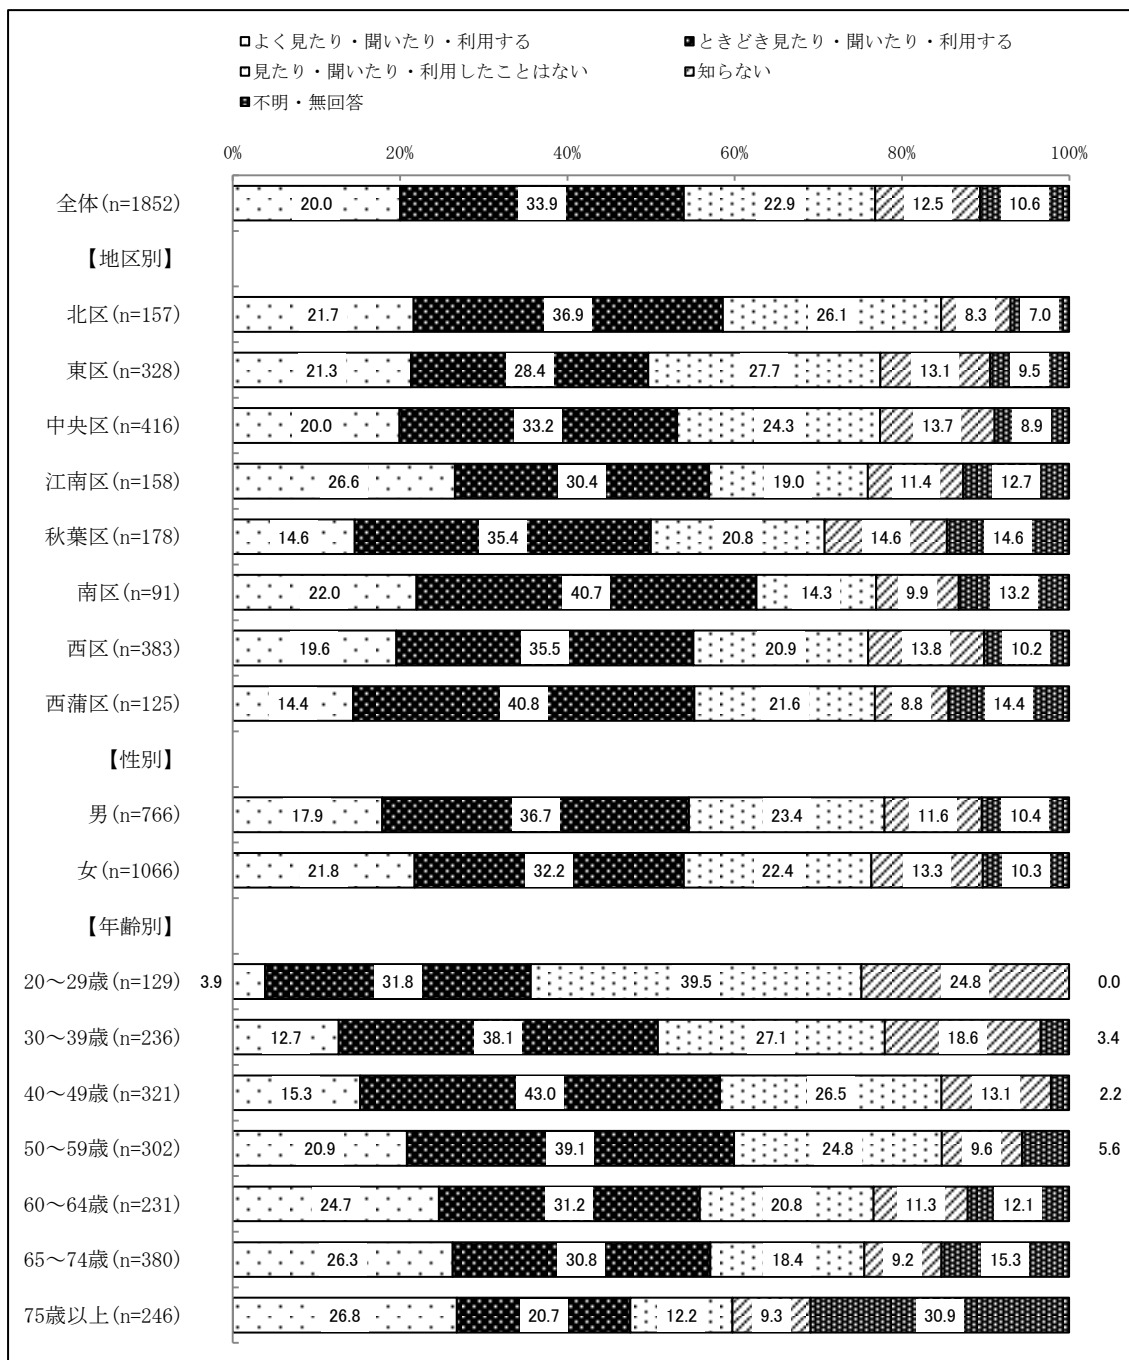 よく見たり・聞いたり・利用する ときどき見たり・聞いたり・利用する
見たり・聞いたり・利用したことはない 知らない
不明・無回答
0% 20% 40% 60% 80% 100%
全体(n=1852) 20.0 33.9 22.9 12.5 10.6
【地区別】
北区(n=157) 21.7 36.9 26.1 8.3 7.0
東区(n=328) 21.3 28.4 27.7 13.1 9.5
中央区(n=416) 20.0 33.2 24.3 13.7 8.9
江南区(n=158) 26.6 30.4 19.0 11.4 12.7
秋葉区(n=178) 14.6 35.4 20.8 14.6 14.6
南区(n=91) 22.0 40.7 14.3 9.9 13.2
西区(n=383) 19.6 35.5 20.9 13.8 10.2
西蒲区(n=125) 14.4 40.8 21.6 8.8 14.4
【性別】
男(n=766) 17.9 36.7 23.4 11.6 10.4
女(n=1066) 21.8 32.2 22.4 13.3 10.3
【年齢別】
20～29歳(n=129) 3.9 31.8 39.5 24.8 0.0
30～39歳(n=236) 12.7 38.1 27.1 18.6 3.4
40～49歳(n=321) 15.3 43.0 26.5 13.1 2.2
50～59歳(n=302) 20.9 39.1 24.8 9.6 5.6
60～64歳(n=231) 24.7 31.2 20.8 11.3 12.1
65～74歳(n=380) 26.3 30.8 18.4 9.2 15.3
75歳以上(n=246) 26.8 20.7 12.2 9.3 30.9